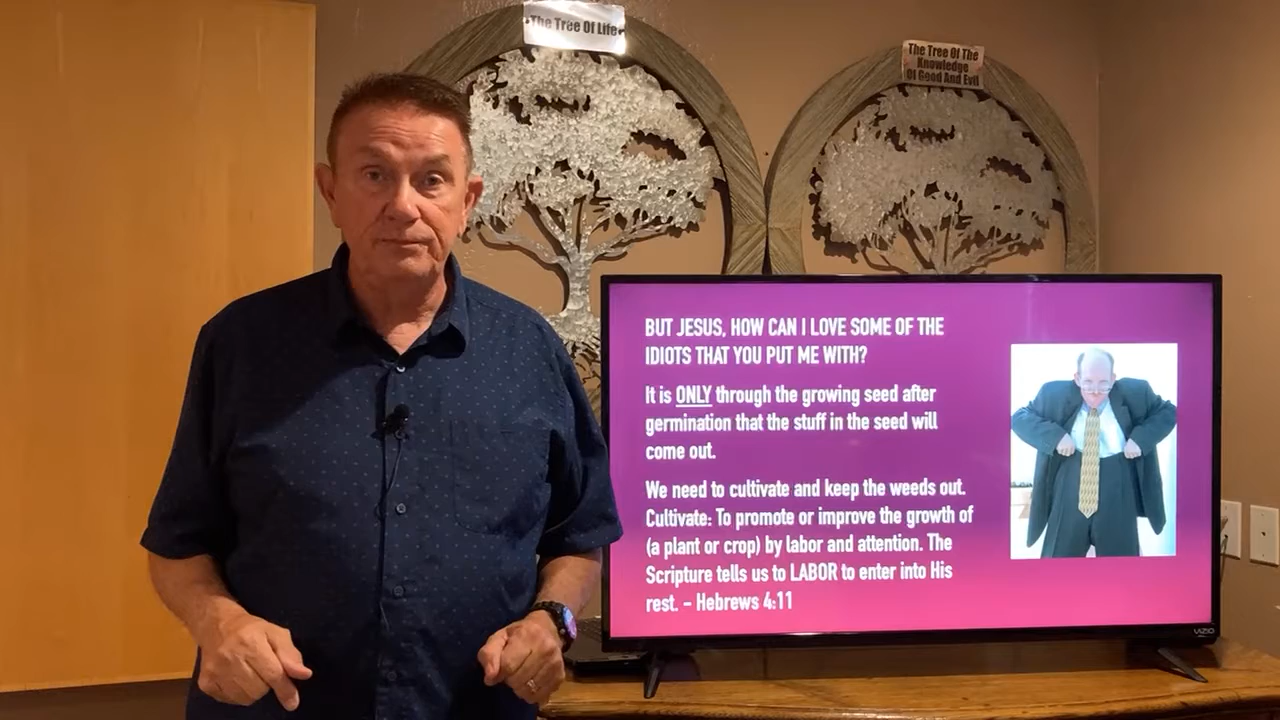 The Tree Of Life
The Tree Of The
Knowledge
Of Good And Evil
BUT JESUS, HOW CAN I LOVE SOME OF THE
IDIOTS THAT YOU PUT ME WITH?
It is ONLY through the growing seed after
germination that the stuff in the seed will
come out.
We need to cultivate and keep the weeds out.
Cultivate: To promote or improve the growth of
(a plant or crop) by labor and attention. The
Scripture tells us to LABOR to enter into His
rest. – Hebrews 4:11
VIZIO